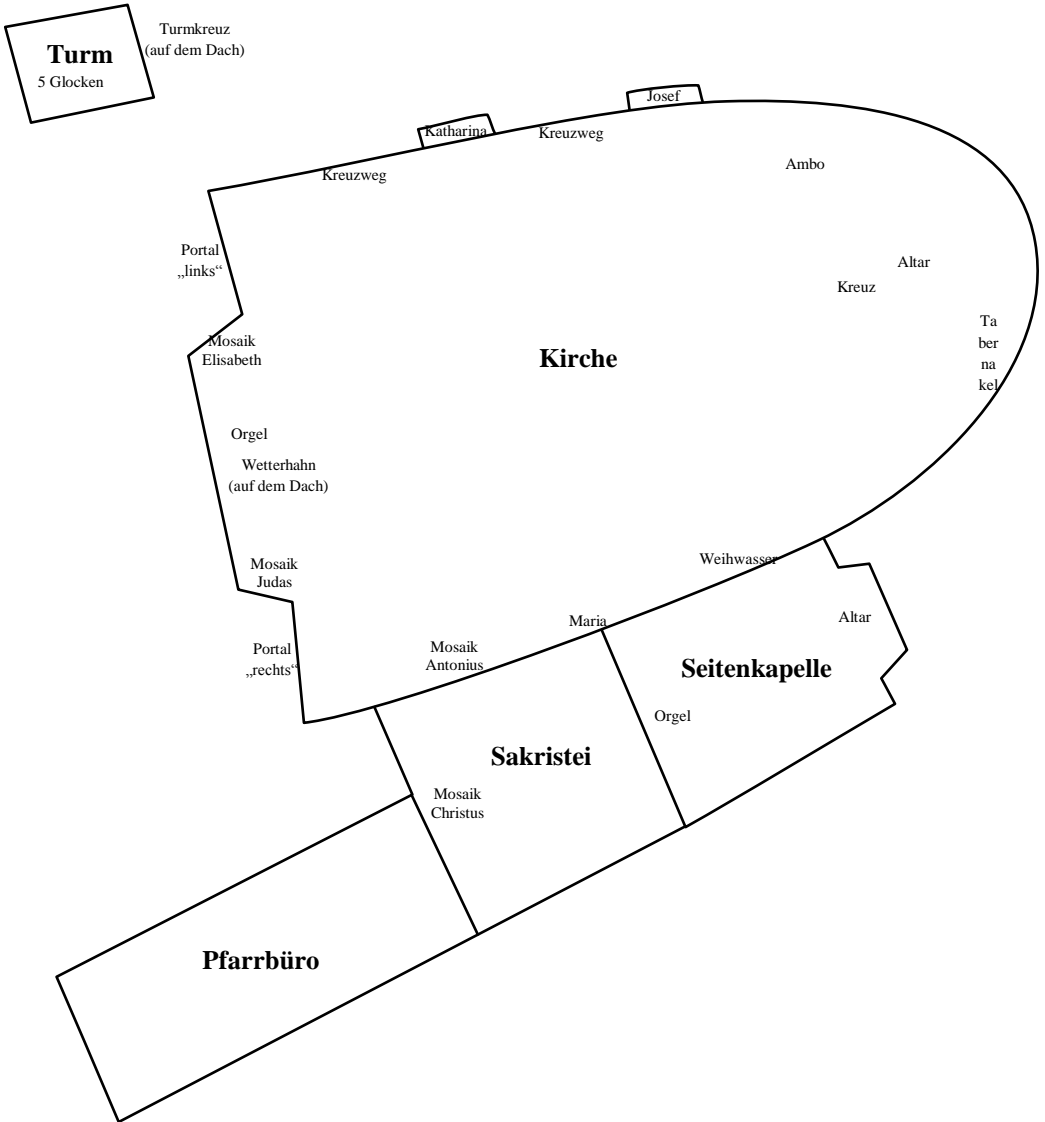 Turmkreuz
(auf dem Dach)
Turm
5 Glocken
Josef
Katharina
Kreuzweg
Kreuzweg
Ambo
Portal
„links“
Altar
Kreuz
Mosaik
Elisabeth
Kirche
Ta
ber
na
kel
Orgel
Wetterhahn
(auf dem Dach)
Mosaik
Judas
Weihwasser
Maria
Altar
Portal
„rechts“
Mosaik
Antonius
Seitenkapelle
Orgel
Sakristei
Mosaik
Christus
Pfarrbüro